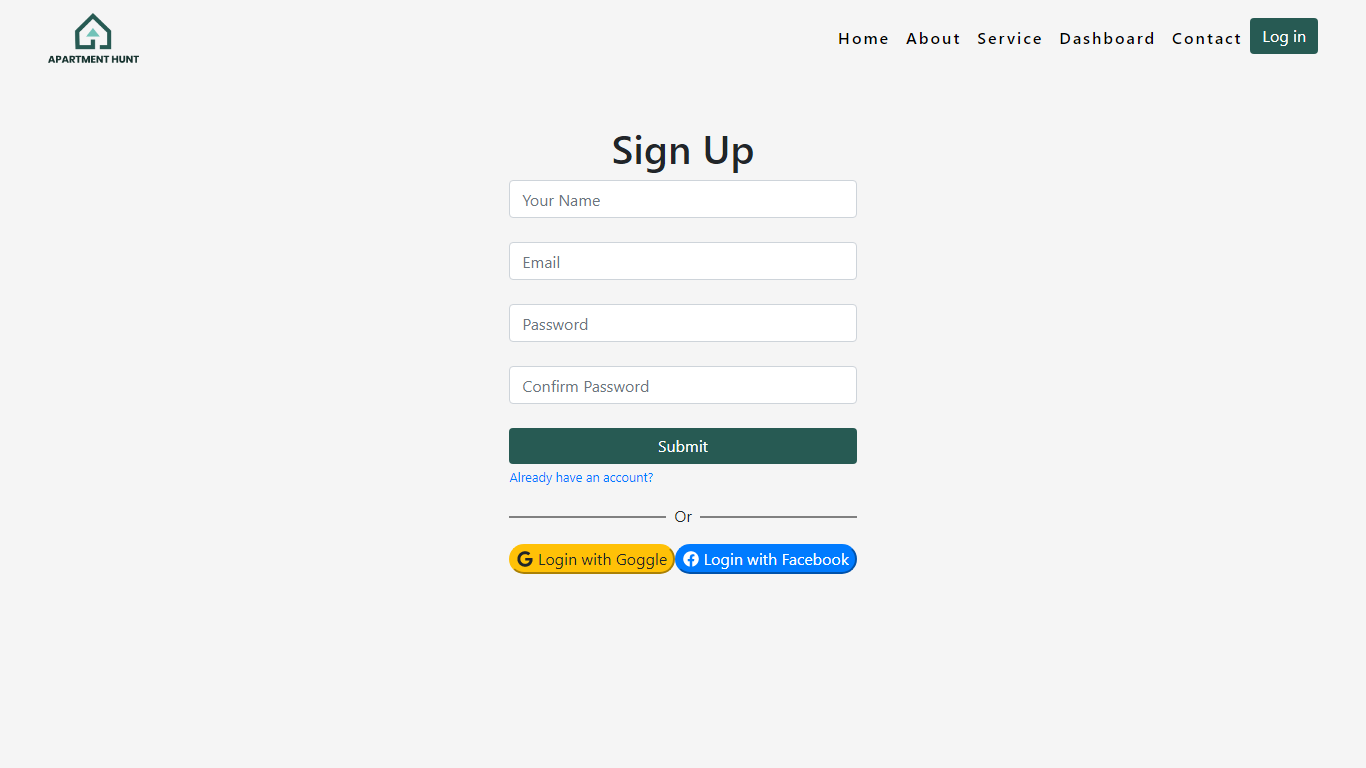 APARTMENT HUNT
Home About Service Dashboard Contact Log in
Sign Up
Your Name
Email
Password
Confirm Password
Submit
Already have an account?
Or
Login with Goggle Login with Facebook